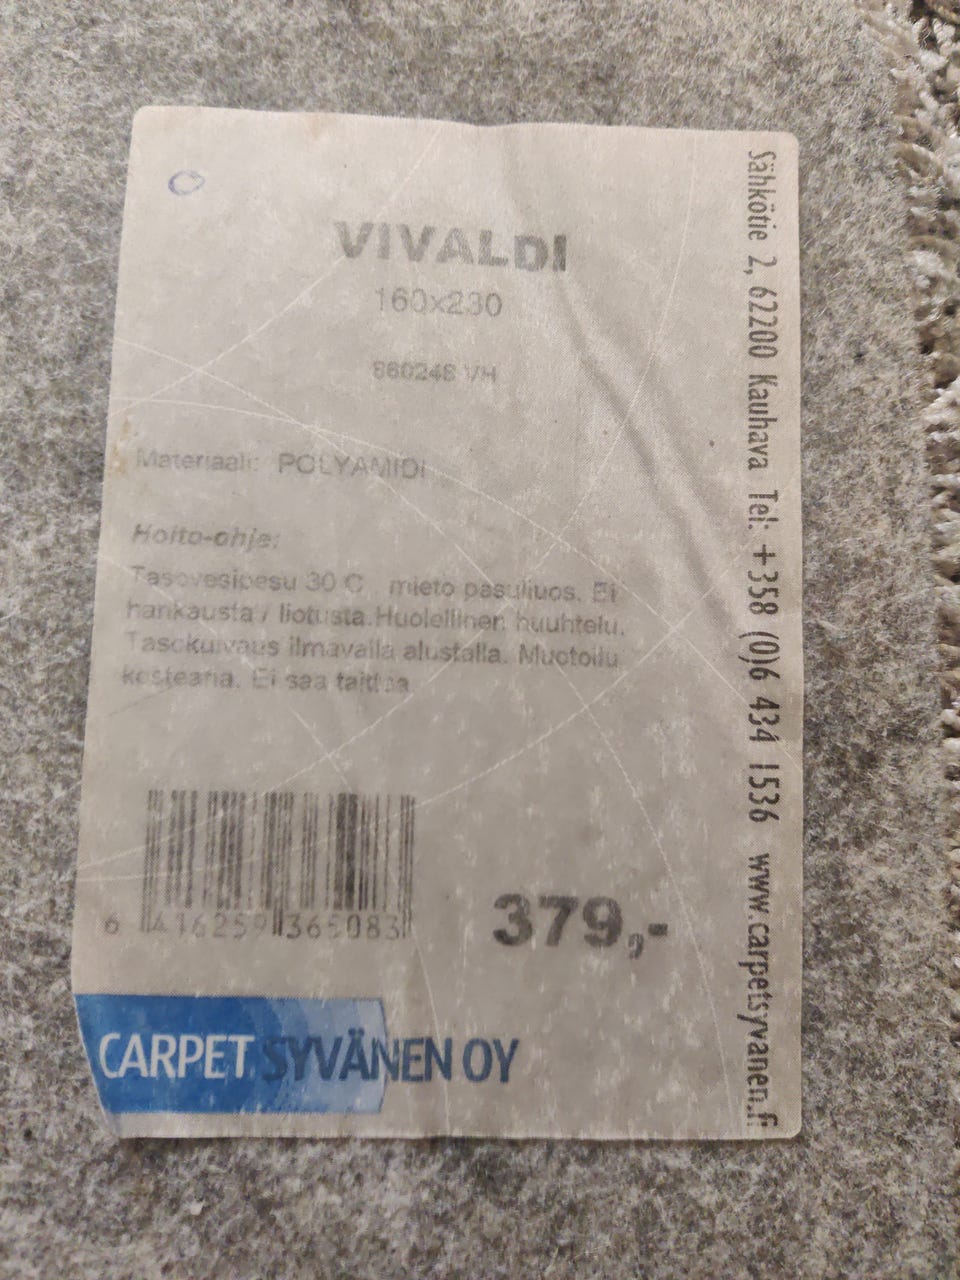 VIVALDI
160x230
860248 VH
Materiaali: POLYAMIDI
Hoito-ohje:
Tasovesipesu 30 C mieto pesuliuos. Ei
hankausta / liotusta.Huolellinen huuhtelu.
Tasokuivaus ilmavalla alustalla. Muotoilu
kosteana. Ei saa taittaa.
6 416259 365083
379,-
CARPET SYVÄNEN OY
Sähkötie 2, 62200 Kauhava Tel: +358 (0)6 434 1536 www.carpetsyvanen.fi